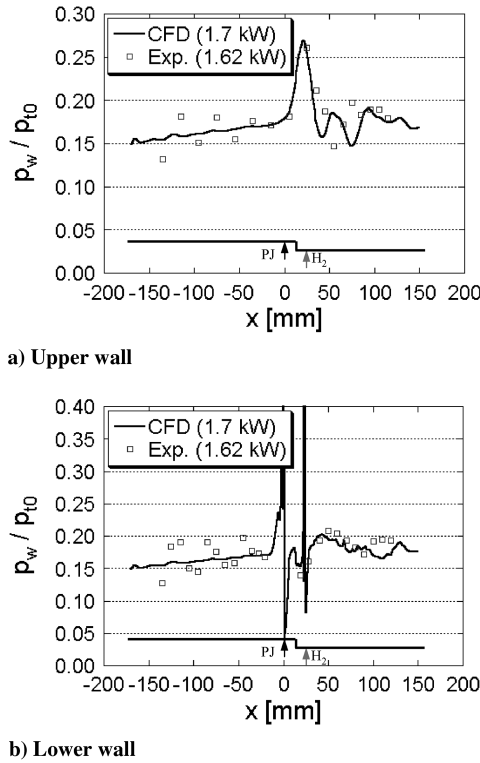 0.30
0.25
0.20
0.15
0.10
0.05
0.00
p_w / p_t0
CFD (1.7 kW)
Exp. (1.62 kW)
PJ
H2
-200 -150 -100 -50 0 50 100 150 200
x [mm]
a) Upper wall
0.40
0.35
0.30
0.25
0.20
0.15
0.10
0.05
0.00
p_w / p_t0
CFD (1.7 kW)
Exp. (1.62 kW)
PJ
H2
-200 -150 -100 -50 0 50 100 150 200
x [mm]
b) Lower wall